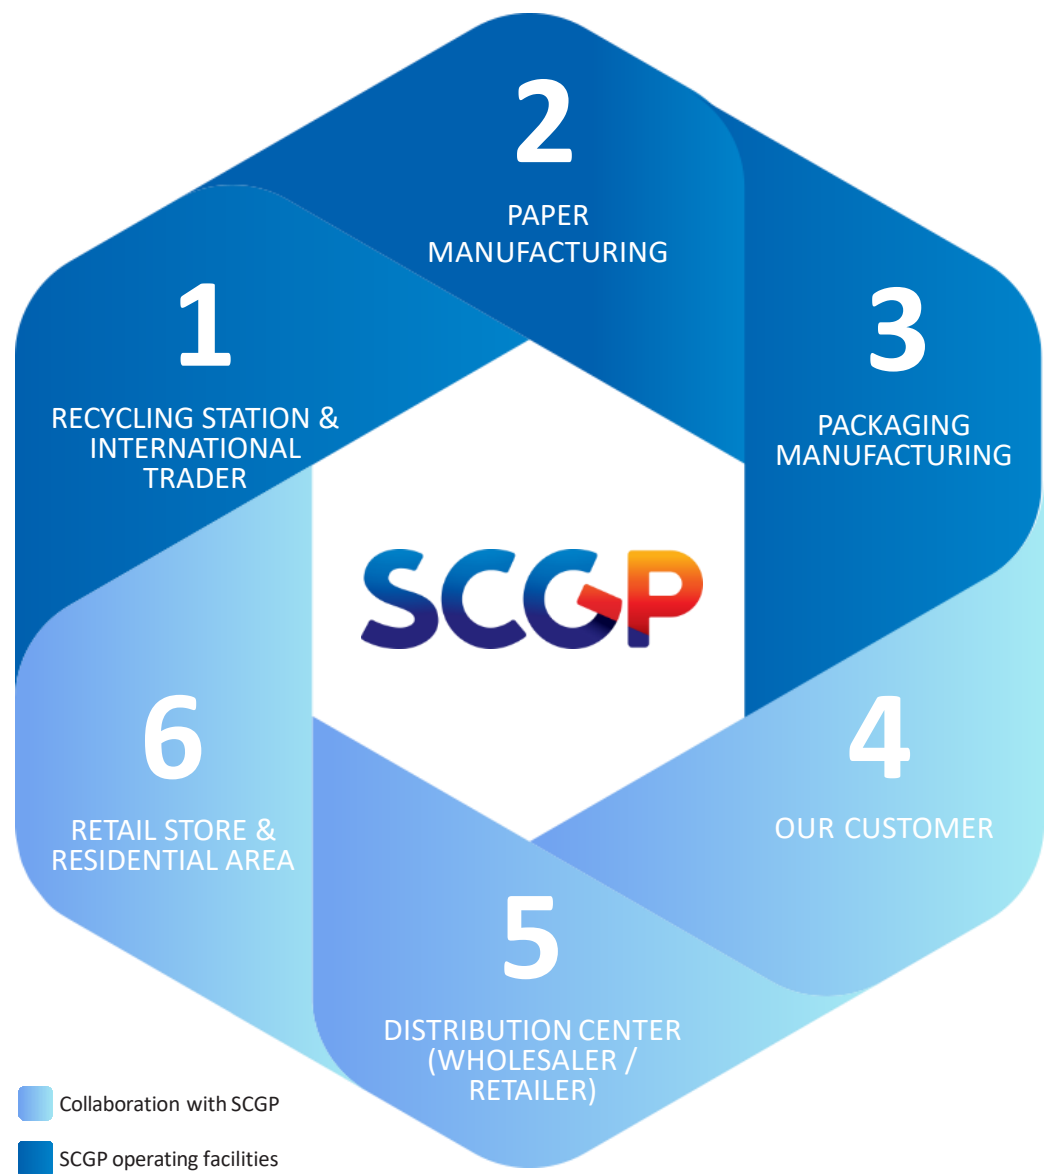 2
PAPER
MANUFACTURING
1
RECYCLING STATION &
INTERNATIONAL
TRADER
3
PACKAGING
MANUFACTURING
SCGP
6
RETAIL STORE &
RESIDENTIAL AREA
4
OUR CUSTOMER
5
DISTRIBUTION CENTER
(WHOLESALER /
RETAILER)
Collaboration with SCGP
SCGP operating facilities